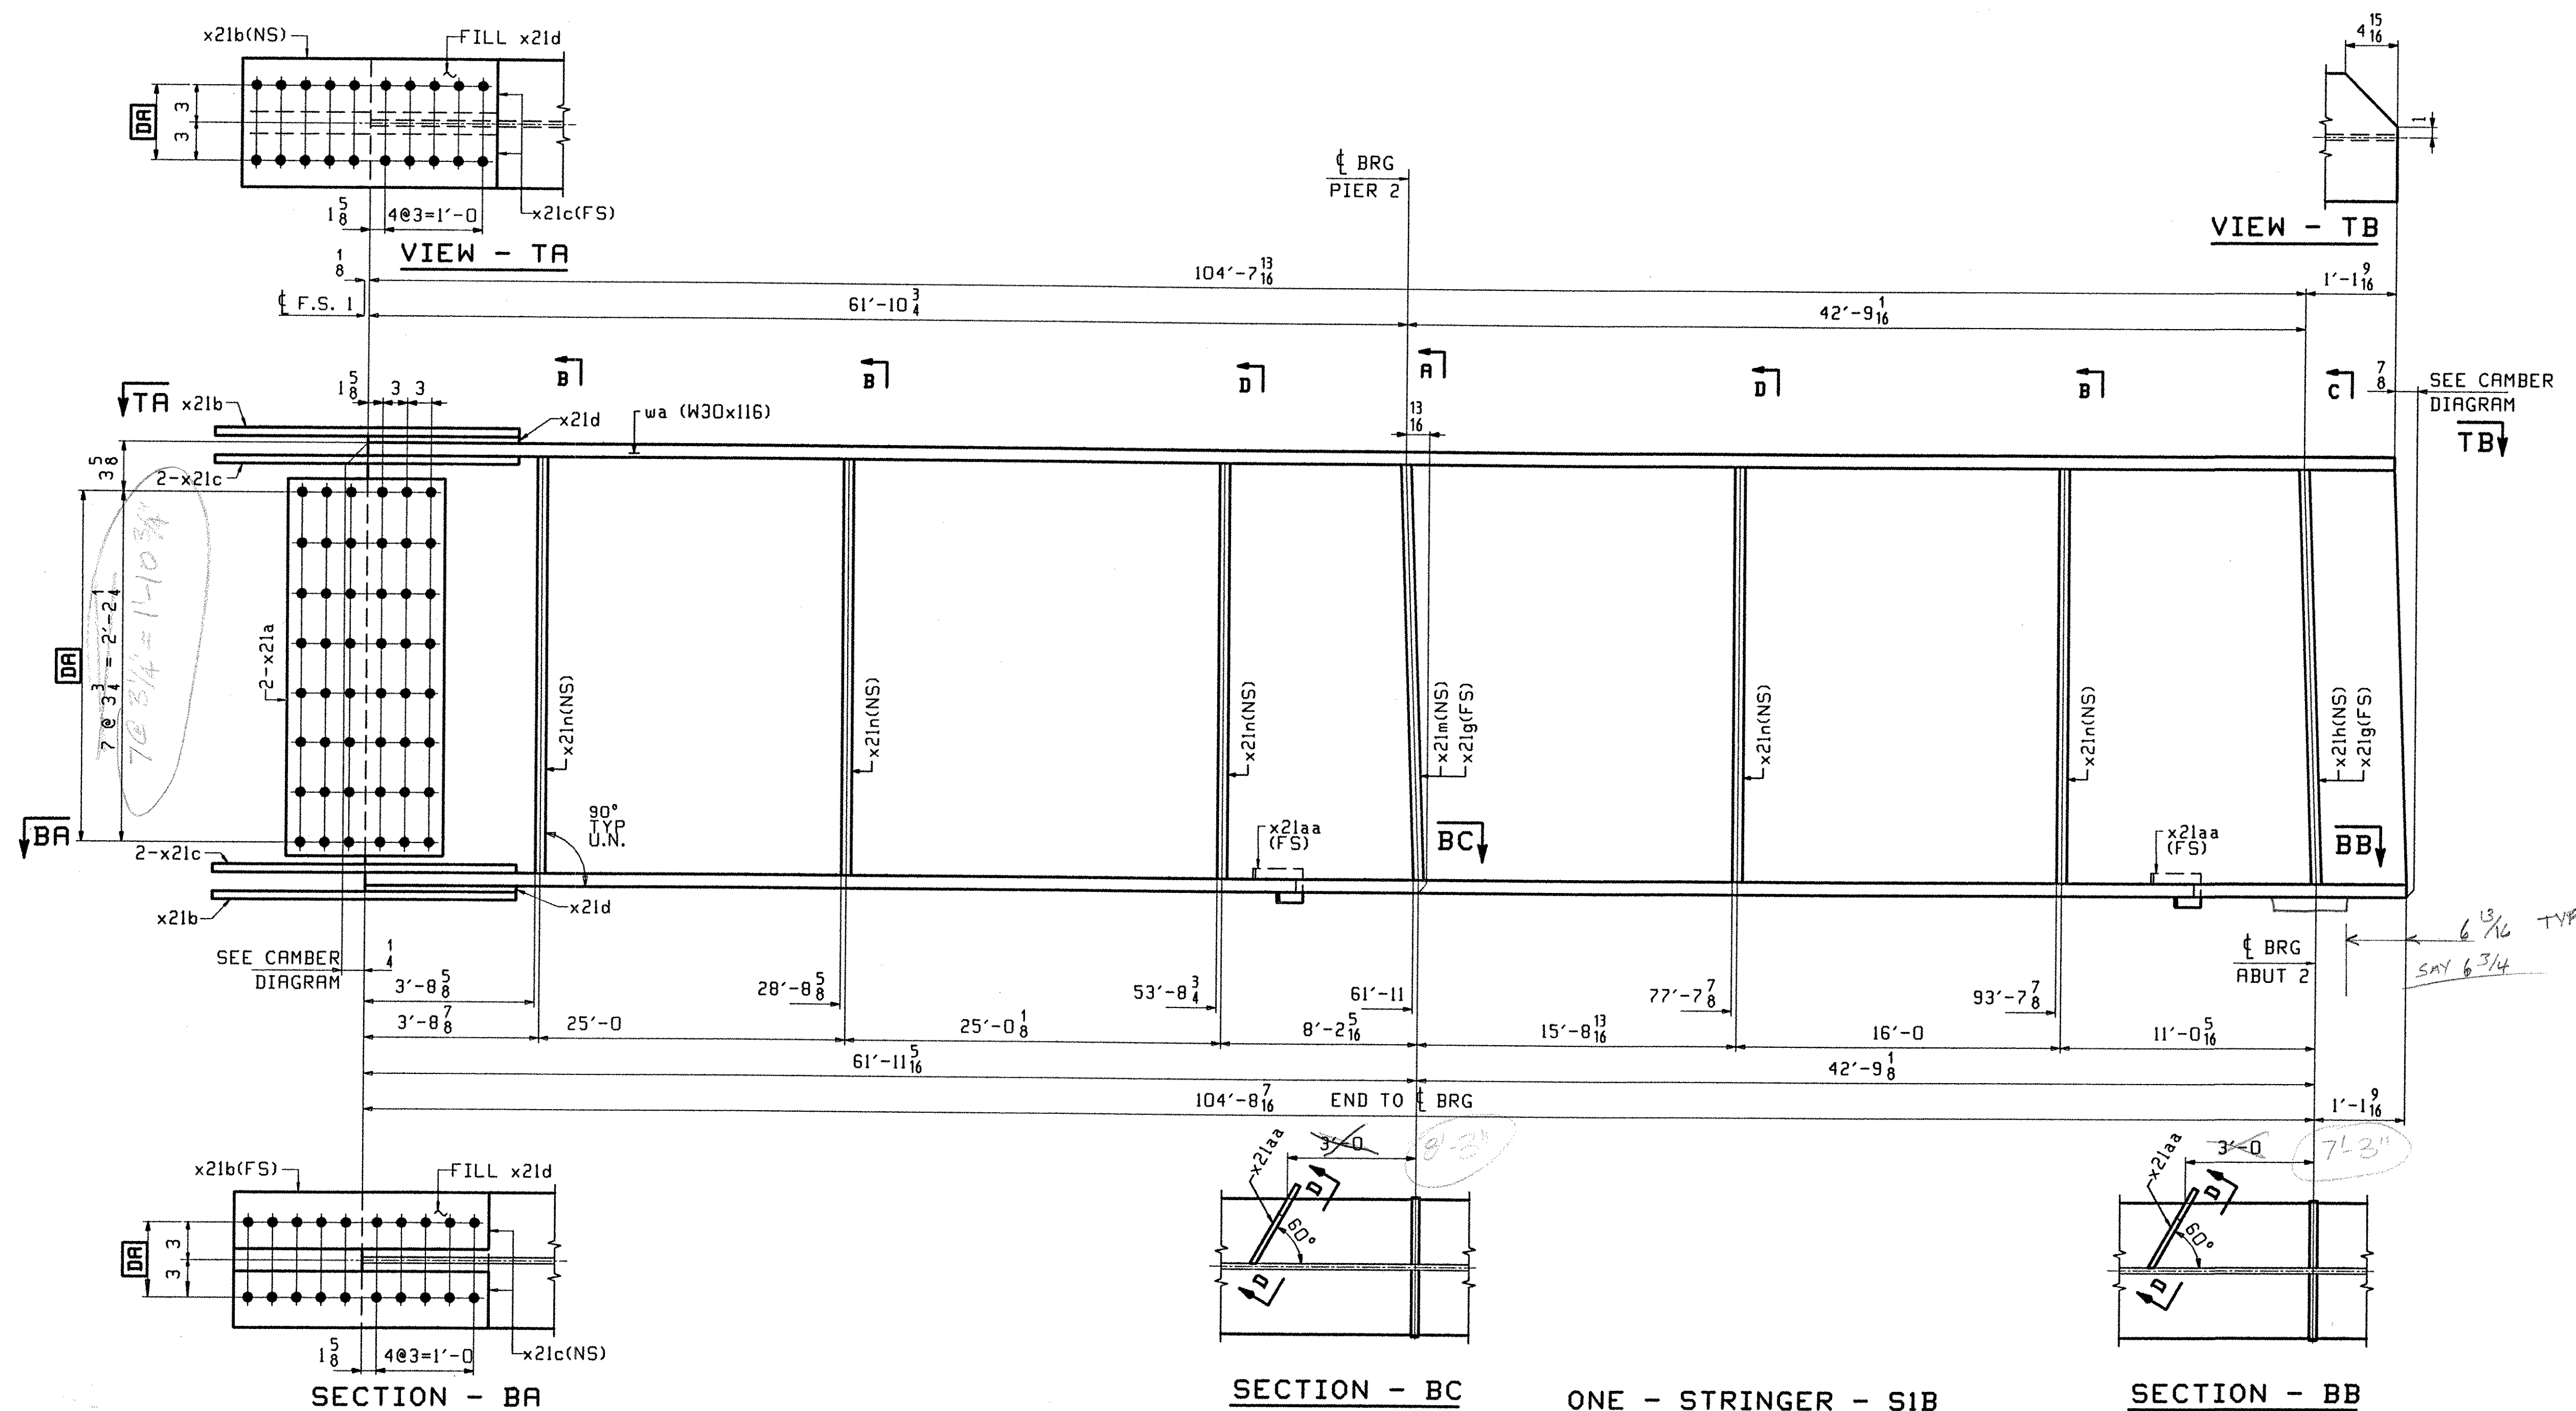 x21b(NS)
FILL x21d
DA
3
3
1 5/8
4@3=1'-0
x21c(FS)
VIEW - TA
℄ BRG
PIER 2
4 15/16
1
VIEW - TB
1/8
104'-7 13/16
1'-1 9/16
℄ F.S. 1
61'-10 3/4
42'-9 1/16
B
B
D
A
D
B
C
7/8
SEE CAMBER
DIAGRAM
TA
x21b
1 5/8
3
3
x21d
wa (W30x116)
13/16
TB
3 5/8
2-x21c
DA
7 @ 3 3/4 = 2'-2 1/4
7@ 3 1/4" = 1'-10 3/4"
2-x21a
x21n(NS)
x21n(NS)
x21n(NS)
x21m(NS)
x21g(FS)
x21n(NS)
x21n(NS)
x21h(NS)
x21g(FS)
BA
2-x21c
90°
TYP
U.N.
x21aa
(FS)
BC
x21aa
(FS)
BB
x21b
x21d
SEE CAMBER
DIAGRAM
1/4
℄ BRG
ABUT 2
6 13/16 TYP
SAY 6 3/4
3'-8 5/8
28'-8 5/8
53'-8 3/4
61'-11
77'-7 7/8
93'-7 7/8
3'-8 7/8
25'-0
25'-0 1/8
8'-2 5/16
15'-8 13/16
16'-0
11'-0 5/16
61'-11 5/16
42'-9 1/8
104'-8 7/16 END TO ℄ BRG
1'-1 9/16
x21b(FS)
FILL x21d
DA
3
3
1 5/8
4@3=1'-0
x21c(NS)
SECTION - BA
x21aa
3'-0
8'-3"
D
60°
D
SECTION - BC
ONE - STRINGER - S1B
x21aa
3'-0
7'-3"
D
60°
D
SECTION - BB